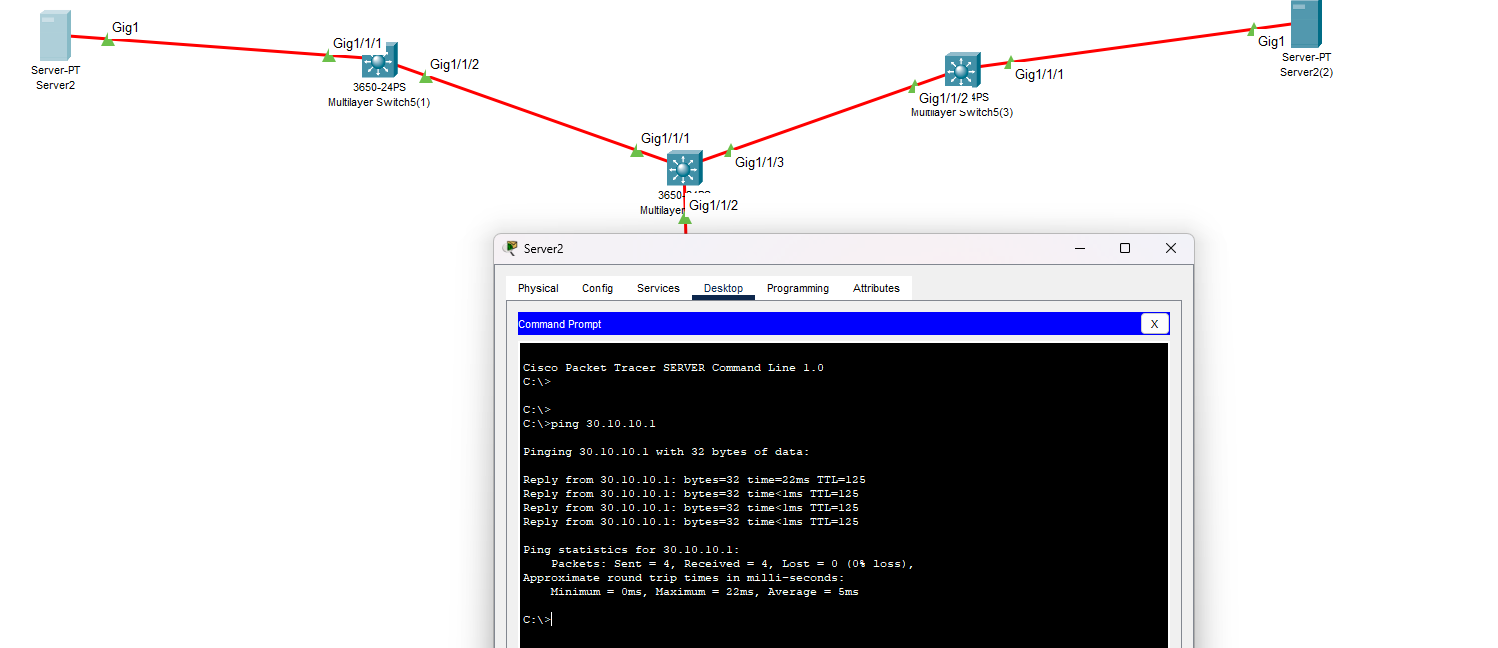 Gig1
Server-PT
Server2
Gig1/1/1
Gig1/1/2
3650-24PS
Multilayer Switch5(1)
Gig1/1/1
Gig1/1/3
3650-24PS
Multilayer
Gig1/1/2
Gig1/1/2 4PS
Multilayer Switch5(3)
Gig1/1/1
Gig1
Server-PT
Server2(2)
Server2
Physical Config Services Desktop Programming Attributes
Command Prompt X
Cisco Packet Tracer SERVER Command Line 1.0
C:\>
C:\>
C:\>ping 30.10.10.1
Pinging 30.10.10.1 with 32 bytes of data:
Reply from 30.10.10.1: bytes=32 time=22ms TTL=125
Reply from 30.10.10.1: bytes=32 time<1ms TTL=125
Reply from 30.10.10.1: bytes=32 time<1ms TTL=125
Reply from 30.10.10.1: bytes=32 time<1ms TTL=125
Ping statistics for 30.10.10.1:
Packets: Sent = 4, Received = 4, Lost = 0 (0% loss),
Approximate round trip times in milli-seconds:
Minimum = 0ms, Maximum = 22ms, Average = 5ms
C:\>